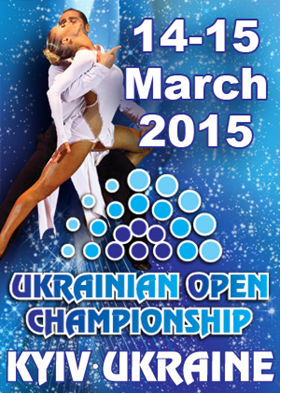 14-15
March
2015
UKRAINIAN OPEN
CHAMPIONSHIP
KYIV·UKRAINE